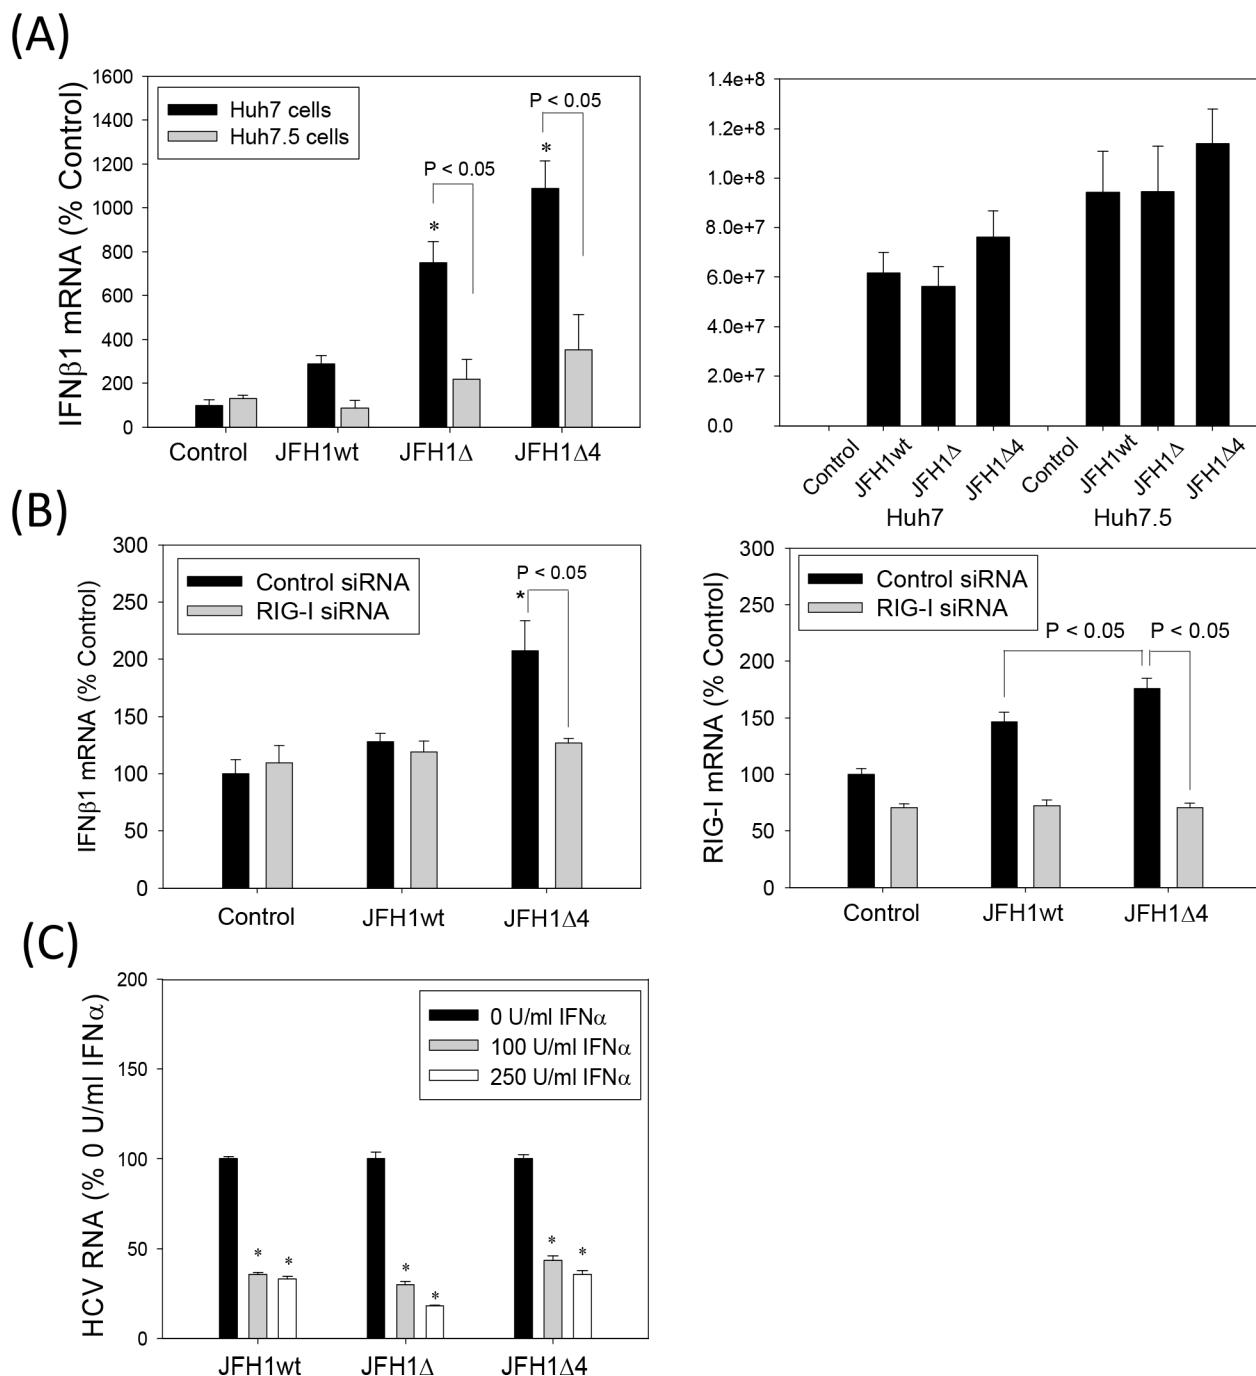 (A)
IFNβ1 mRNA (% Control)
1600
1400
1200
1000
800
600
400
200
0
Huh7 cells
Huh7.5 cells
P < 0.05
P < 0.05
*
*
Control JFH1wt JFH1Δ JFH1Δ4
1.4e+8
1.2e+8
1.0e+8
8.0e+7
6.0e+7
4.0e+7
2.0e+7
0.0
Control JFH1wt JFH1Δ JFH1Δ4 Control JFH1wt JFH1Δ JFH1Δ4
Huh7 Huh7.5
(B)
IFNβ1 mRNA (% Control)
300
250
200
150
100
50
0
Control siRNA
RIG-I siRNA
P < 0.05
*
Control JFH1wt JFH1Δ4
RIG-I mRNA (% Control)
300
250
200
150
100
50
0
Control siRNA
RIG-I siRNA
P < 0.05 P < 0.05
Control JFH1wt JFH1Δ4
(C)
HCV RNA (% 0 U/ml IFNα)
200
150
100
50
0
0 U/ml IFNα
100 U/ml IFNα
250 U/ml IFNα
* * * * * *
JFH1wt JFH1Δ JFH1Δ4